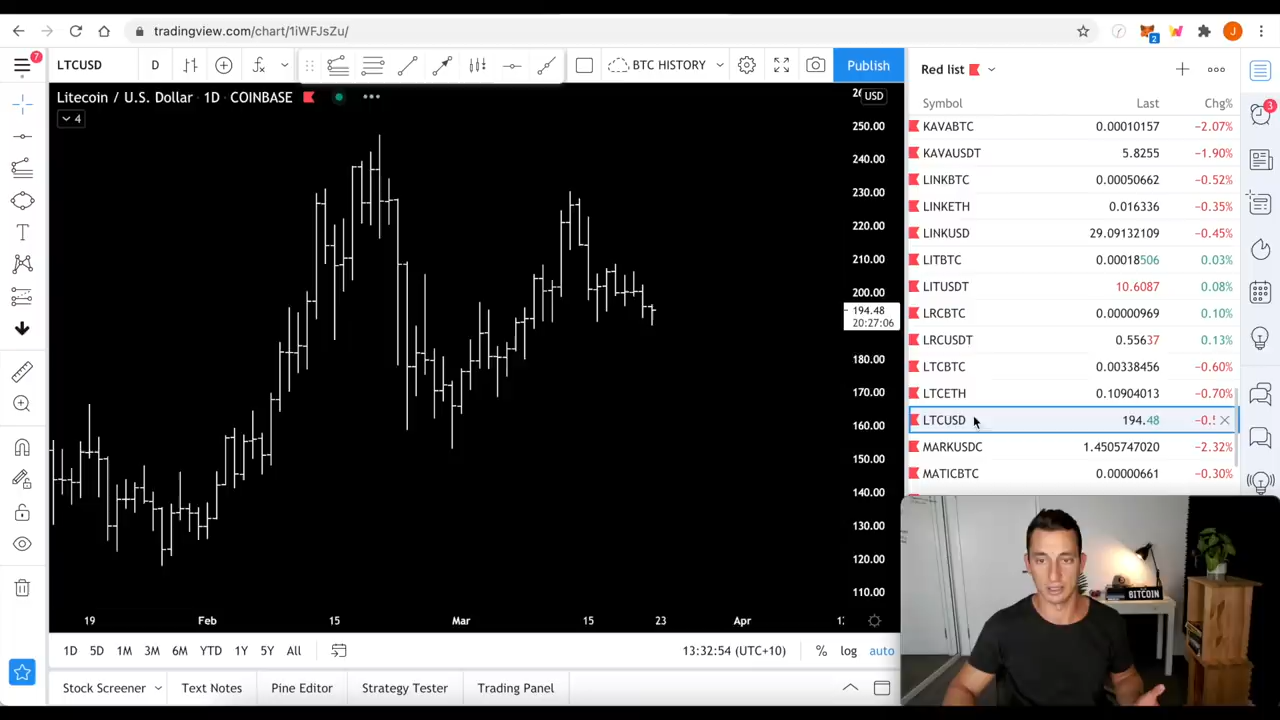 tradingview.com/chart/1iWFJsZu/
2
J
7
LTCUSD
D
BTC HISTORY
Publish
Red list
Litecoin / U.S. Dollar 1D COINBASE
USD
4
Symbol Last Chg%
KAVABTC 0.00010157 −2.07%
KAVAUSDT 5.8255 −1.90%
LINKBTC 0.00050662 −0.52%
LINKETH 0.016336 −0.35%
LINKUSD 29.09132109 −0.45%
LITBTC 0.00018506 0.03%
LITUSDT 10.6087 0.08%
LRCBTC 0.00000969 0.10%
LRCUSDT 0.55637 0.13%
LTCBTC 0.00338456 −0.60%
LTCETH 0.10904013 −0.70%
LTCUSD 194.48
MARKUSDC 1.4505747020 −2.32%
MATICBTC 0.00000661 −0.30%
3
250.00
240.00
230.00
220.00
210.00
200.00
194.48
20:27:06
180.00
170.00
160.00
150.00
140.00
130.00
120.00
110.00
19 Feb 15 Mar 15 23 Apr
1D 5D 1M 3M 6M YTD 1Y 5Y All
13:32:54 (UTC+10)
% log auto
Stock Screener Text Notes Pine Editor Strategy Tester Trading Panel
BITCOIN